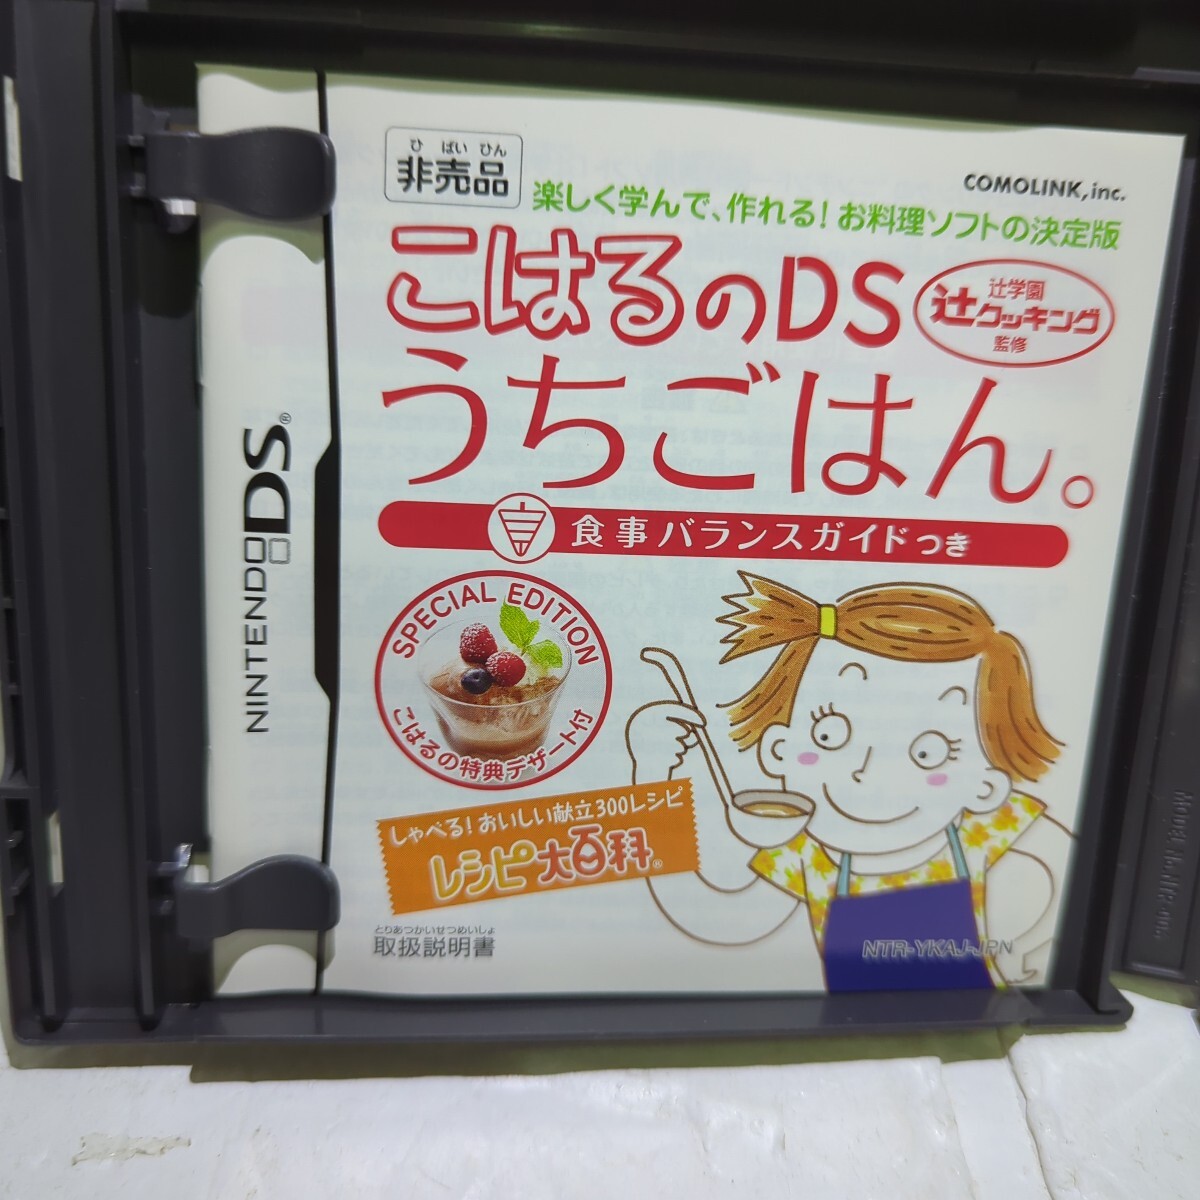 ひ ばい ひん
非売品
COMOLINK,inc.
楽しく学んで、作れる! お料理ソフトの決定版
こはるのDS
辻学園
辻クッキング
監修
うちごはん。
食事バランスガイドつき
NINTENDO DS®
SPECIAL EDITION
こはるの特典デザート付
しゃべる! おいしい献立300レシピ
レシピ大百科®
とりあつかいせつめいしょ
取扱説明書
NTR-YKAJ-JPN